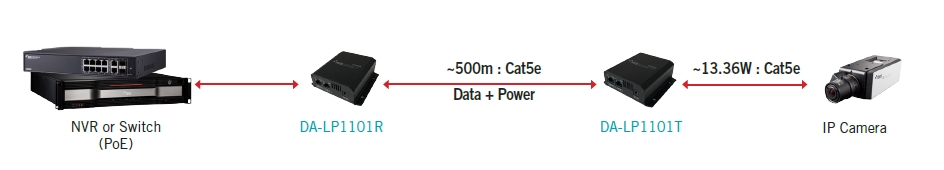 ~500m : Cat5e
Data + Power
~13.36W : Cat5e
NVR or Switch
(PoE)
DA-LP1101R
DA-LP1101T
IP Camera